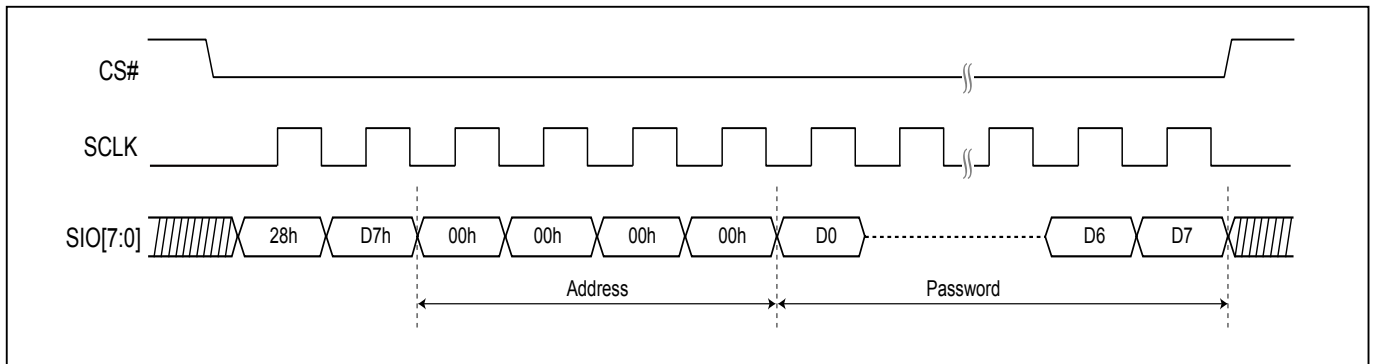 CS#
SCLK
SIO[7:0] 28h D7h 00h 00h 00h 00h D0 D6 D7
Address Password